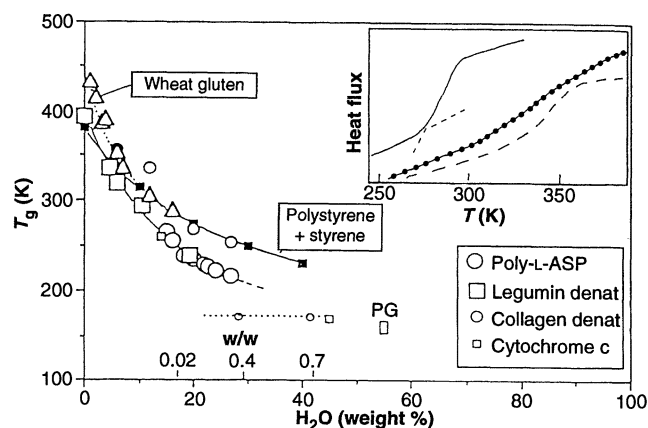 500
400
300
200
100
T_g (K)
Wheat gluten
Heat flux
250
300
350
T (K)
Polystyrene
+ styrene
Poly-L-ASP
Legumin denat
Collagen denat
Cytochrome c
PG
w/w
0.02
0.4
0.7
0
20
40
60
80
100
H₂O (weight %)